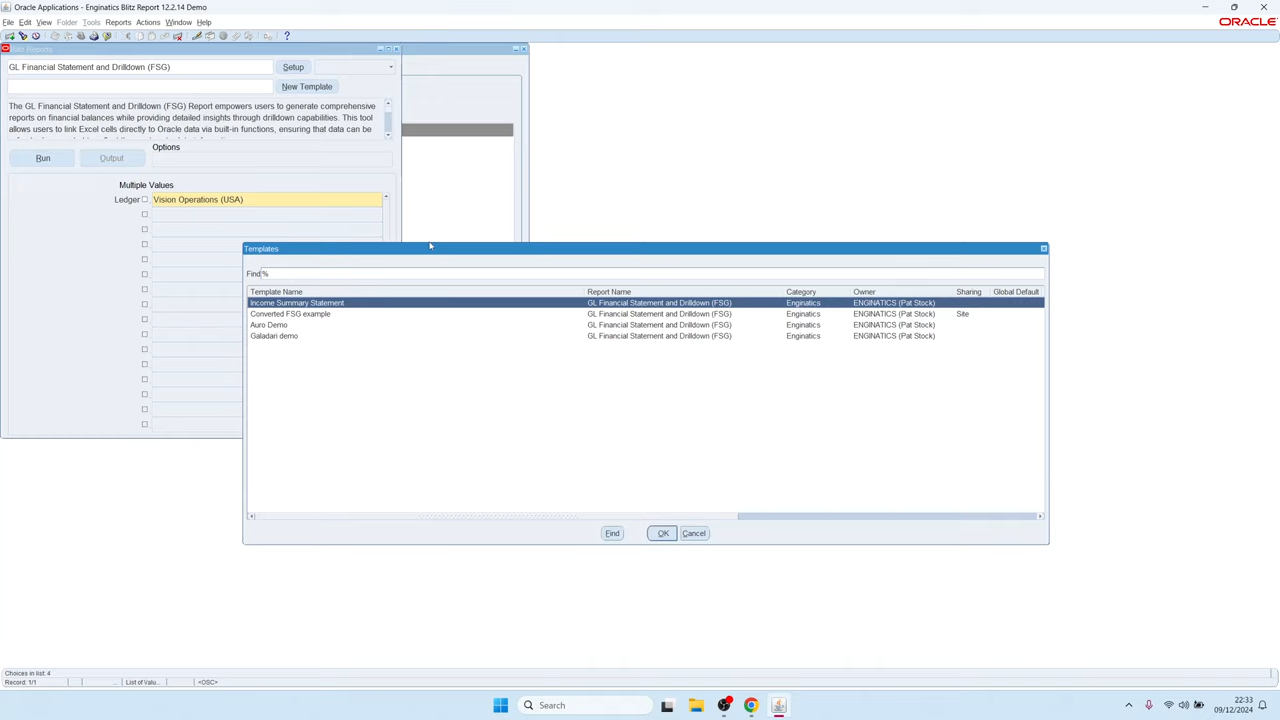 Oracle Applications - Enginatics Blitz Report 12.2.14 Demo
File Edit View Folder Tools Reports Actions Window Help
ORACLE
Blitz Reports
GL Financial Statement and Drilldown (FSG)
Setup
New Template
The GL Financial Statement and Drilldown (FSG) Report empowers users to generate comprehensive
reports on financial balances while providing detailed insights through drilldown capabilities. This tool
allows users to link Excel cells directly to Oracle data via built-in functions, ensuring that data can be
Options
Run Output
Multiple Values
Ledger Vision Operations (USA)
Templates
Find %
Template Name Report Name Category Owner Sharing Global Default
Income Summary Statement GL Financial Statement and Drilldown (FSG) Enginatics ENGINATICS (Pat Stock)
Converted FSG example GL Financial Statement and Drilldown (FSG) Enginatics ENGINATICS (Pat Stock) Site
Auro Demo GL Financial Statement and Drilldown (FSG) Enginatics ENGINATICS (Pat Stock)
Galadari demo GL Financial Statement and Drilldown (FSG) Enginatics ENGINATICS (Pat Stock)
Find OK Cancel
Choices in list: 4
Record: 1/1 ... List of Valu... <OSC>
Search
22:33
09/12/2024